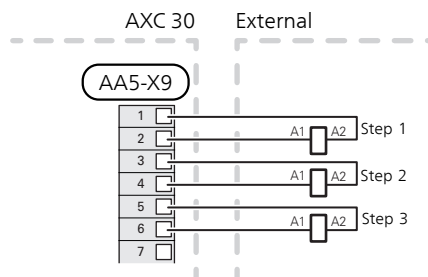 AXC 30 External
AA5-X9
1
2 A1 A2 Step 1
3
4 A1 A2 Step 2
5
6 A1 A2 Step 3
7